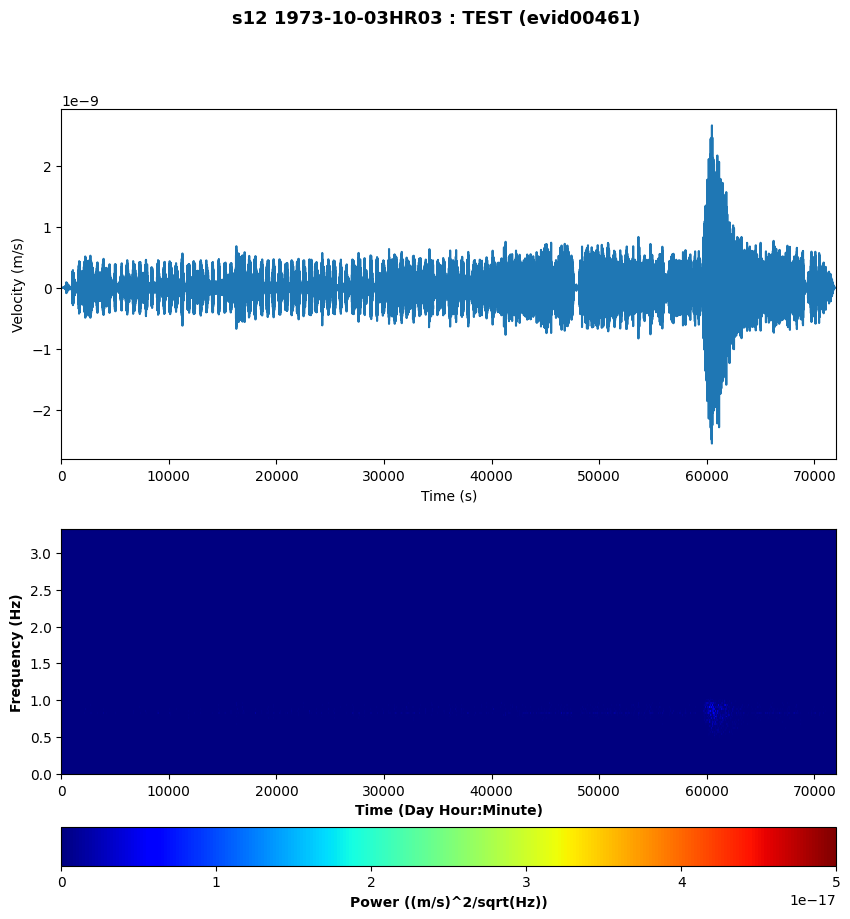 s12 1973-10-03HR03 : TEST (evid00461)
1e−9
2
1
0
−1
−2
Velocity (m/s)
0 10000 20000 30000 40000 50000 60000 70000
Time (s)
3.0
2.5
2.0
1.5
1.0
0.5
0.0
Frequency (Hz)
0 10000 20000 30000 40000 50000 60000 70000
Time (Day Hour:Minute)
0 1 2 3 4 5
1e−17
Power ((m/s)^2/sqrt(Hz))